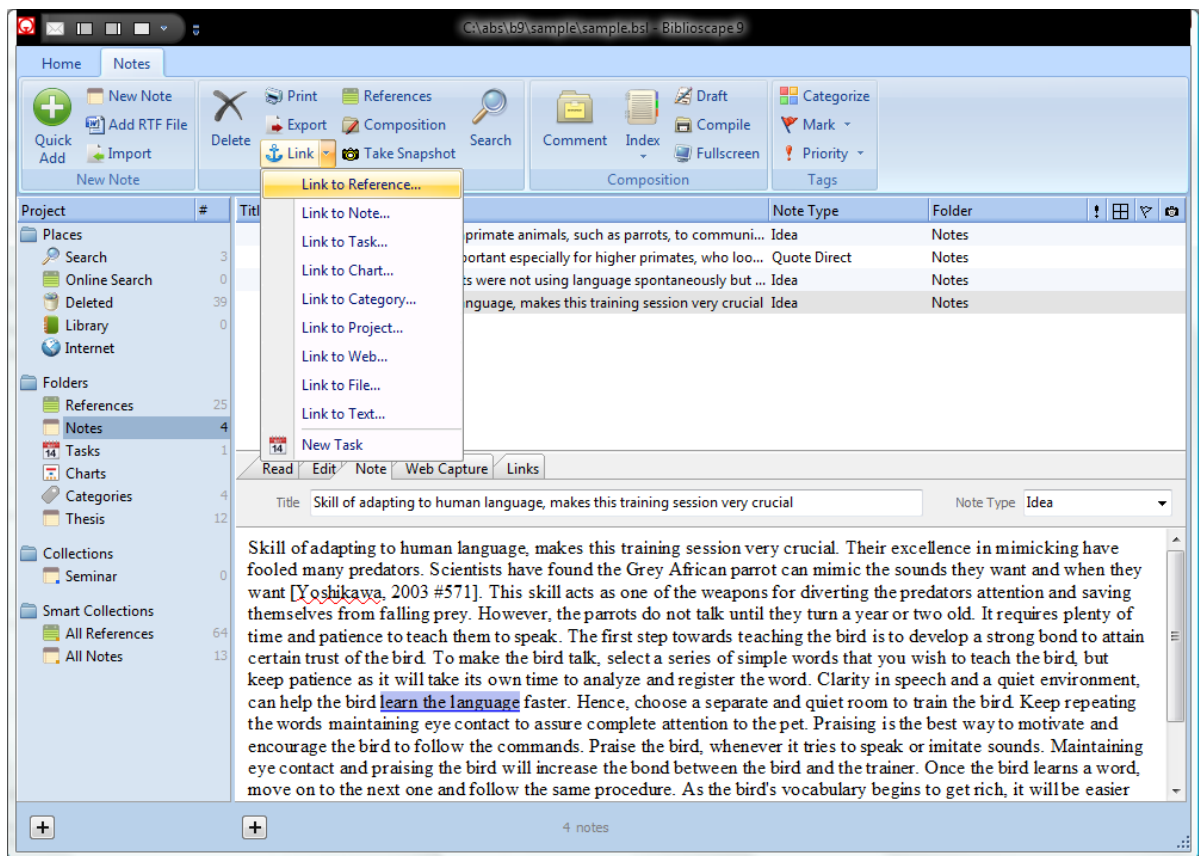 C:\abs\b9\sample\sample.bsl - Biblioscape 9
Home Notes
New Note
Add RTF File
Import
Quick Add
New Note
Delete
Print References
Export Composition
Link Take Snapshot
Search
Comment
Index
Draft
Compile
Fullscreen
Composition
Categorize
Mark
Priority
Tags
Link to Reference...
Link to Note...
Link to Task...
Link to Chart...
Link to Category...
Link to Project...
Link to Web...
Link to File...
Link to Text...
14 New Task
Project #
Places
Search 3
Online Search 0
Deleted 39
Library 0
Internet
Folders
References 25
Notes 4
14 Tasks 1
Charts
Categories 4
Thesis 12
Collections
Seminar 0
Smart Collections
All References 64
All Notes 13
Note Type Folder
primate animals, such as parrots, to communi... Idea Notes
especially for higher primates, who loo... Quote Direct Notes
were not using language spontaneously but ... Idea Notes
makes this training session very crucial Idea Notes
Read Edit Note Web Capture Links
Title Skill of adapting to human language, makes this training session very crucial Note Type Idea
Skill of adapting to human language, makes this training session very crucial. Their excellence in mimicking have
fooled many predators. Scientists have found the Grey African parrot can mimic the sounds they want and when they
want [Yoshikawa, 2003 #571]. This skill acts as one of the weapons for diverting the predators attention and saving
themselves from falling prey. However, the parrots do not talk until they turn a year or two old. It requires plenty of
time and patience to teach them to speak. The first step towards teaching the bird is to develop a strong bond to attain
certain trust of the bird. To make the bird talk, select a series of simple words that you wish to teach the bird, but
keep patience as it will take its own time to analyze and register the word. Clarity in speech and a quiet environment,
can help the bird learn the language faster. Hence, choose a separate and quiet room to train the bird. Keep repeating
the words maintaining eye contact to assure complete attention to the pet. Praising is the best way to motivate and
encourage the bird to follow the commands. Praise the bird, whenever it tries to speak or imitate sounds. Maintaining
eye contact and praising the bird will increase the bond between the bird and the trainer. Once the bird learns a word,
move on to the next one and follow the same procedure. As the bird's vocabulary begins to get rich, it will be easier
4 notes